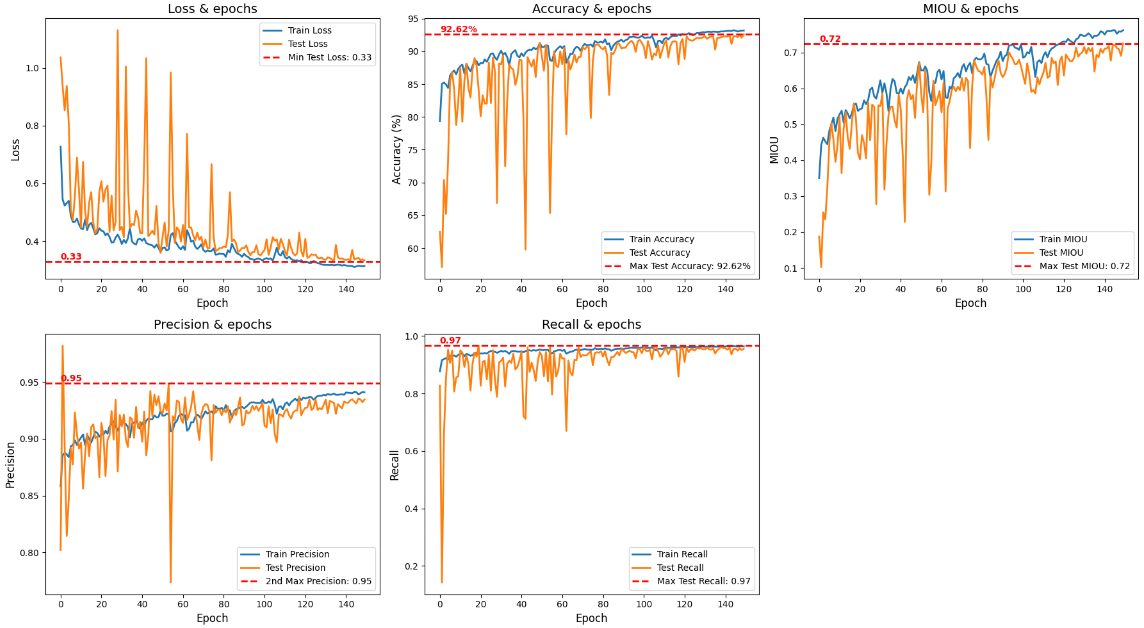 Loss & epochs
Loss
1.0
0.8
0.6
0.4
0.33
Train Loss
Test Loss
Min Test Loss: 0.33
0 20 40 60 80 100 120 140
Epoch
Accuracy & epochs
Accuracy (%)
95
90
85
80
75
70
65
60
92.62%
Train Accuracy
Test Accuracy
Max Test Accuracy: 92.62%
0 20 40 60 80 100 120 140
Epoch
MIOU & epochs
MIOU
0.7
0.6
0.5
0.4
0.3
0.2
0.1
0.72
Train MIOU
Test MIOU
Max Test MIOU: 0.72
0 20 40 60 80 100 120 140
Epoch
Precision & epochs
Precision
0.95
0.90
0.85
0.80
0.95
Train Precision
Test Precision
2nd Max Precision: 0.95
0 20 40 60 80 100 120 140
Epoch
Recall & epochs
Recall
1.0
0.8
0.6
0.4
0.2
0.97
Train Recall
Test Recall
Max Test Recall: 0.97
0 20 40 60 80 100 120 140
Epoch